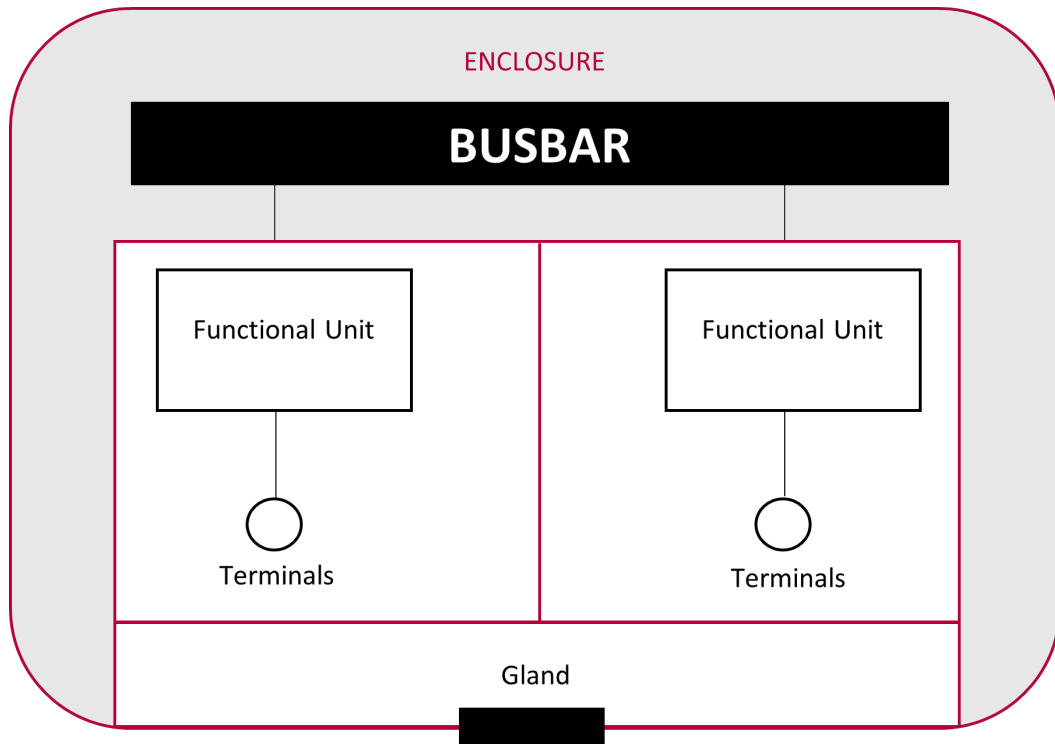 ENCLOSURE
BUSBAR
Functional Unit
Functional Unit
Terminals
Terminals
Gland